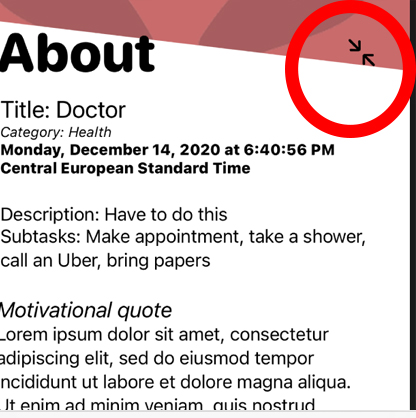 About
Title: Doctor
Category: Health
Monday, December 14, 2020 at 6:40:56 PM
Central European Standard Time
Description: Have to do this
Subtasks: Make appointment, take a shower,
call an Uber, bring papers
Motivational quote
Lorem ipsum dolor sit amet, consectetur
adipiscing elit, sed do eiusmod tempor
incididunt ut labore et dolore magna aliqua.
Ut enim ad minim veniam, quis nostrud